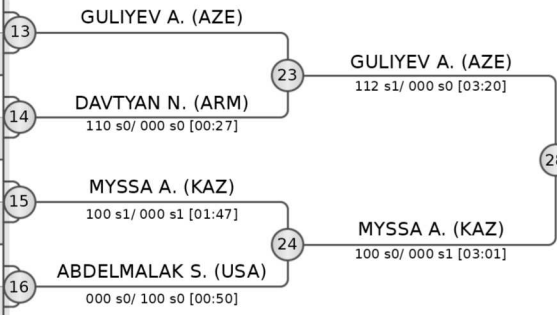 GULIYEV A. (AZE)
13
23
GULIYEV A. (AZE)
112 s1/ 000 s0 [03:20]
DAVTYAN N. (ARM)
14
110 s0/ 000 s0 [00:27]
MYSSA A. (KAZ)
15
100 s1/ 000 s1 [01:47]
24
MYSSA A. (KAZ)
100 s0/ 000 s1 [03:01]
ABDELMALAK S. (USA)
16
000 s0/ 100 s0 [00:50]